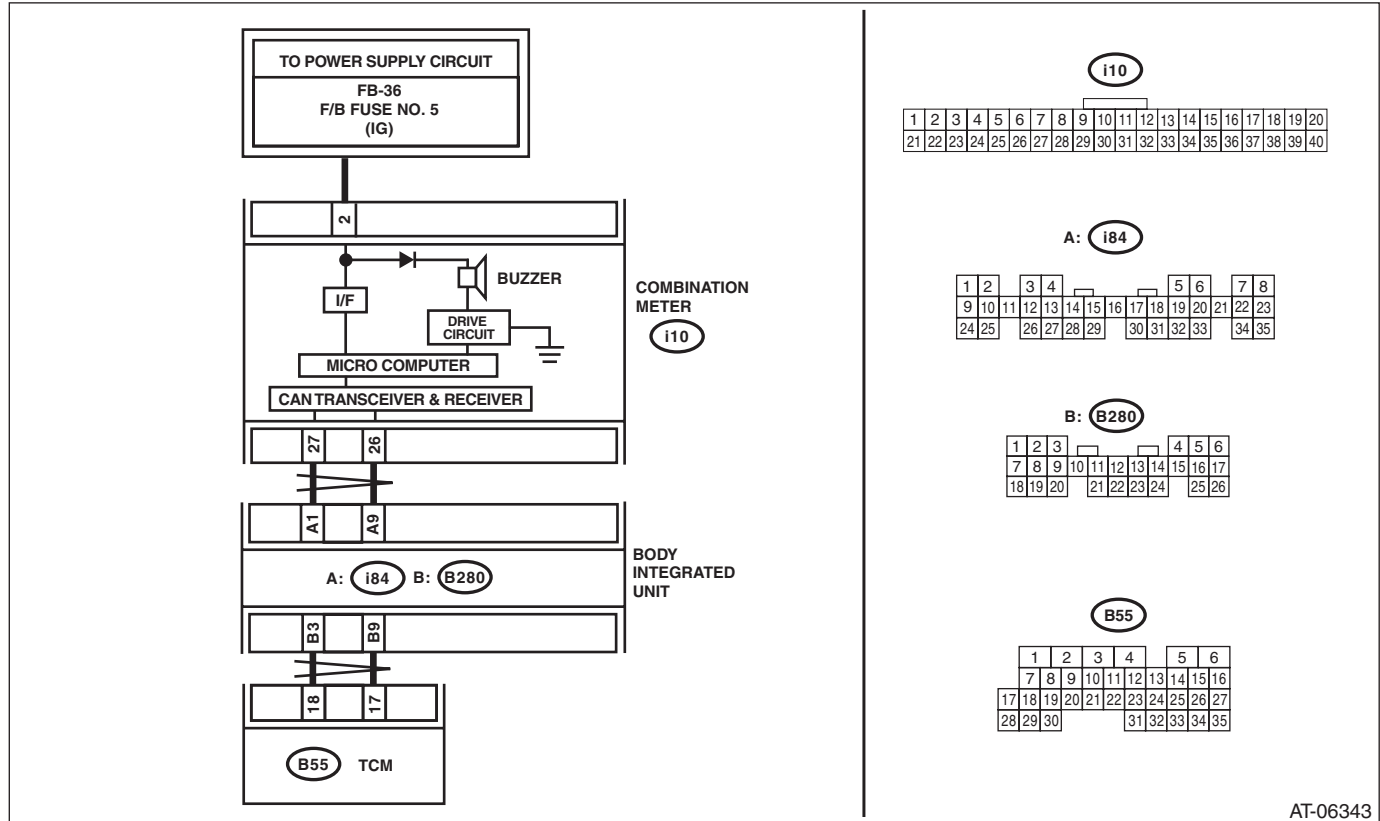 TO POWER SUPPLY CIRCUIT
FB-36
F/B FUSE NO. 5
(IG)
2
BUZZER
I/F
DRIVE
CIRCUIT
MICRO COMPUTER
CAN TRANSCEIVER & RECEIVER
COMBINATION
METER
i10
27 26
A1 A9
A: i84 B: B280
BODY
INTEGRATED
UNIT
B3 B9
18 17
B55 TCM
i10
1 2 3 4 5 6 7 8 9 10 11 12 13 14 15 16 17 18 19 20
21 22 23 24 25 26 27 28 29 30 31 32 33 34 35 36 37 38 39 40
A: i84
1 2 3 4 5 6 7 8
9 10 11 12 13 14 15 16 17 18 19 20 21 22 23
24 25 26 27 28 29 30 31 32 33 34 35
B: B280
1 2 3 4 5 6
7 8 9 10 11 12 13 14 15 16 17
18 19 20 21 22 23 24 25 26
B55
1 2 3 4 5 6
7 8 9 10 11 12 13 14 15 16
17 18 19 20 21 22 23 24 25 26 27
28 29 30 31 32 33 34 35
AT-06343